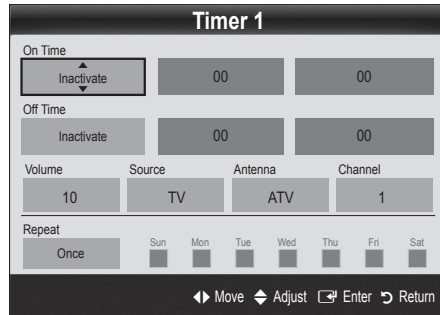 Timer 1
On Time
Inactivate 00 00
Off Time
Inactivate 00 00
Volume Source Antenna Channel
10 TV ATV 1
Repeat
Once Sun Mon Tue Wed Thu Fri Sat
Move Adjust Enter Return